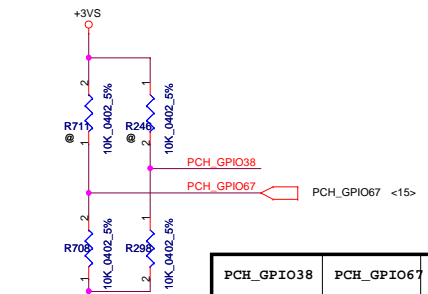 +3VS
2
1
10K_0402_5%
10K_0402_5%
R711
R246
@
@
1
2
PCH_GPIO38
PCH_GPIO67
PCH_GPIO67 <15>
2
1
10K_0402_5%
10K_0402_5%
R708
R298
1
2
PCH_GPIO38 PCH_GPIO67